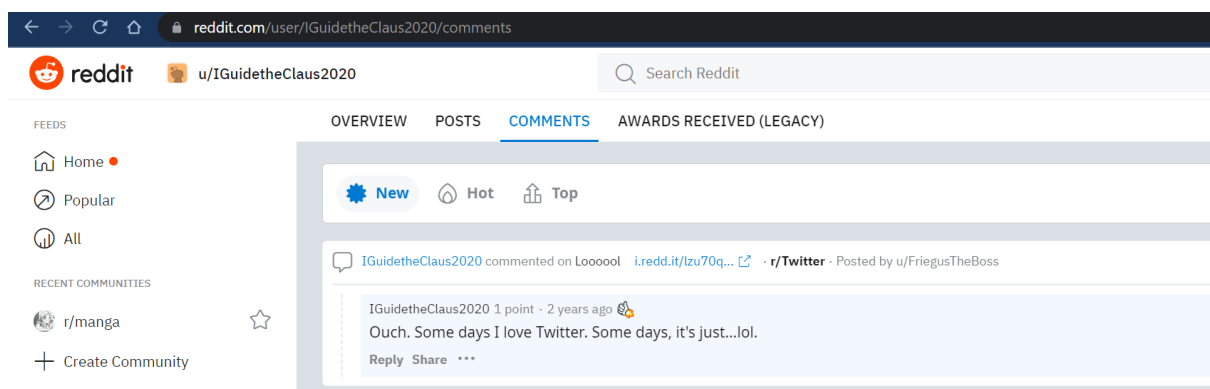 reddit.com/user/IGuidetheClaus2020/comments
reddit u/IGuidetheClaus2020 Search Reddit
FEEDS
Home
Popular
All
RECENT COMMUNITIES
r/manga
Create Community
OVERVIEW POSTS COMMENTS AWARDS RECEIVED (LEGACY)
New Hot Top
IGuidetheClaus2020 commented on Loooool i.redd.it/lzu70q... · r/Twitter · Posted by u/FriegusTheBoss
IGuidetheClaus2020 1 point · 2 years ago
Ouch. Some days I love Twitter. Some days, it's just...lol.
Reply Share ···